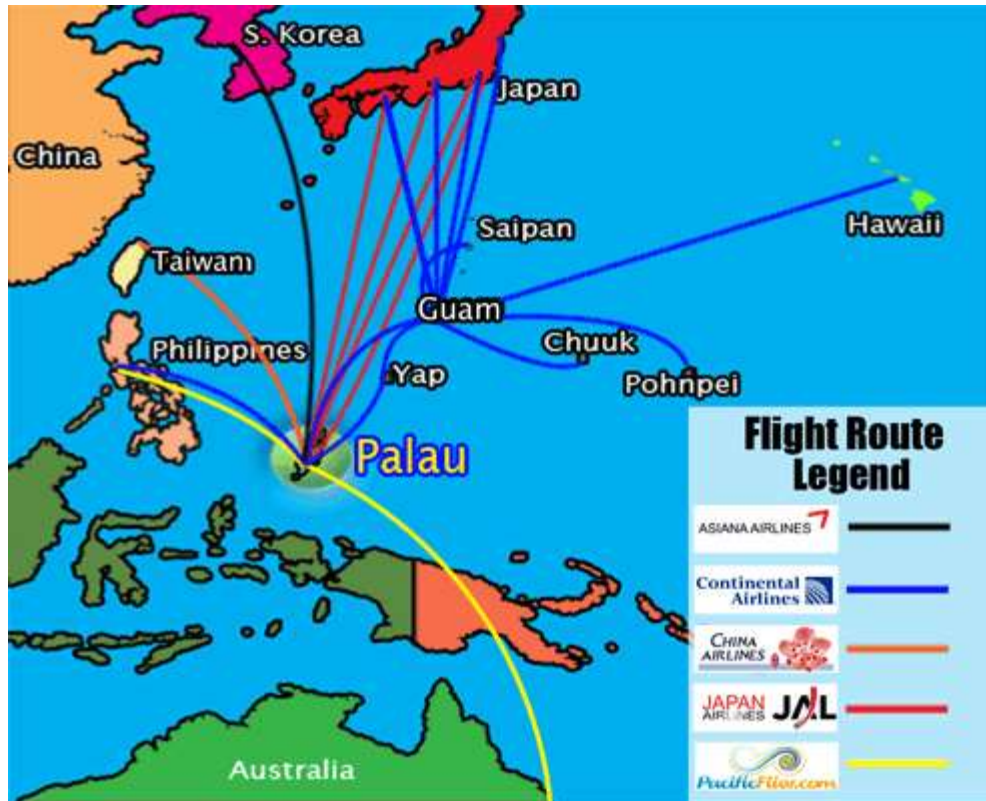 S. Korea
Japan
China
Saipan
Hawaii
Taiwan
Guam
Philippines
Chuuk
Yap
Pohnpei
Palau
Flight Route
Legend
ASIANA AIRLINES
Continental
Airlines
CHINA
AIRLINES
JAPAN
AIRLINES
JAL
PacificFlier.com
Australia